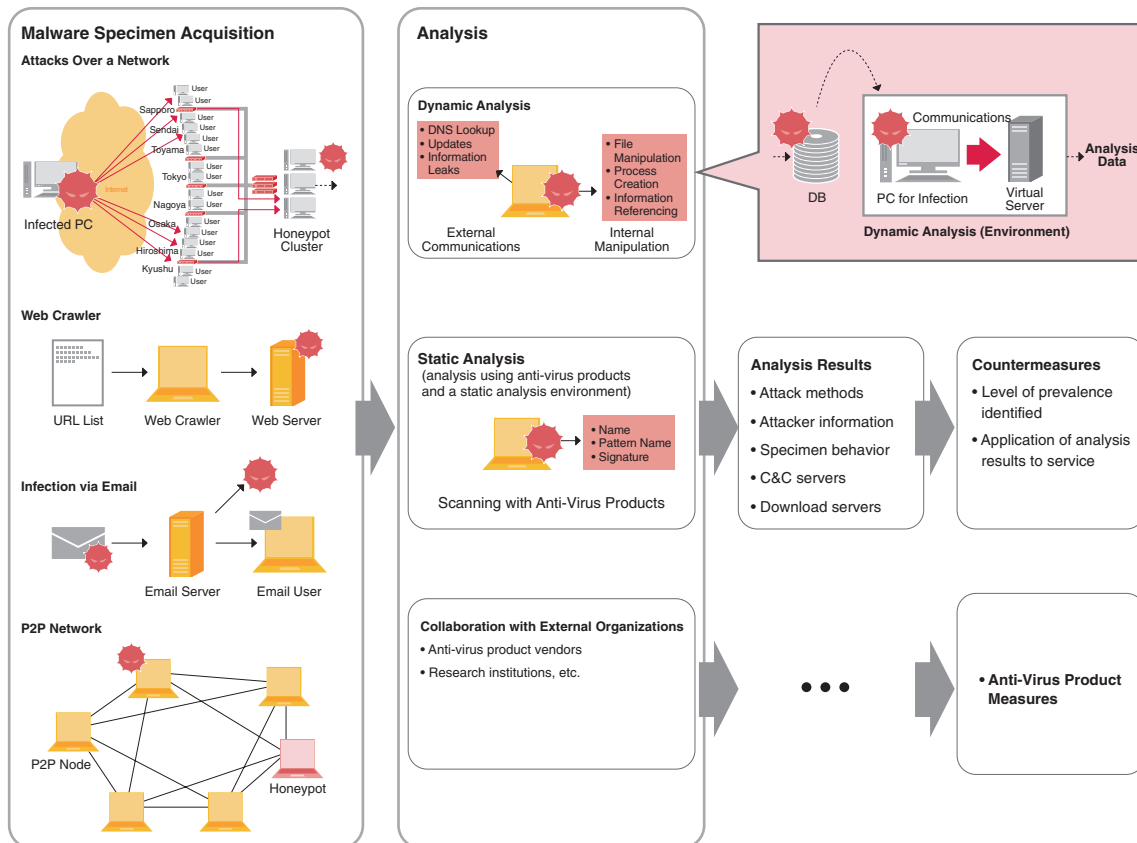 Malware Specimen Acquisition
Attacks Over a Network
User
User
Sapporo
User
Sendai
User
Toyama
User
Internet
Tokyo
User
User
Nagoya
User
Osaka
User
User
Hiroshima
User
Kyushu
User
User
Infected PC
Honeypot
Cluster
Web Crawler
URL List
Web Crawler
Web Server
Infection via Email
Email Server
Email User
P2P Network
P2P Node
Honeypot
Analysis
Dynamic Analysis
• DNS Lookup
• Updates
• Information
Leaks
• File
Manipulation
• Process
Creation
• Information
Referencing
External
Communications
Internal
Manipulation
DB
Communications
PC for Infection
Virtual
Server
Dynamic Analysis (Environment)
Analysis
Data
Static Analysis
(analysis using anti-virus products
and a static analysis environment)
• Name
• Pattern Name
• Signature
Scanning with Anti-Virus Products
Analysis Results
• Attack methods
• Attacker information
• Specimen behavior
• C&C servers
• Download servers
Countermeasures
• Level of prevalence
identified
• Application of analysis
results to service
Collaboration with External Organizations
• Anti-virus product vendors
• Research institutions, etc.
• • •
• Anti-Virus Product
Measures